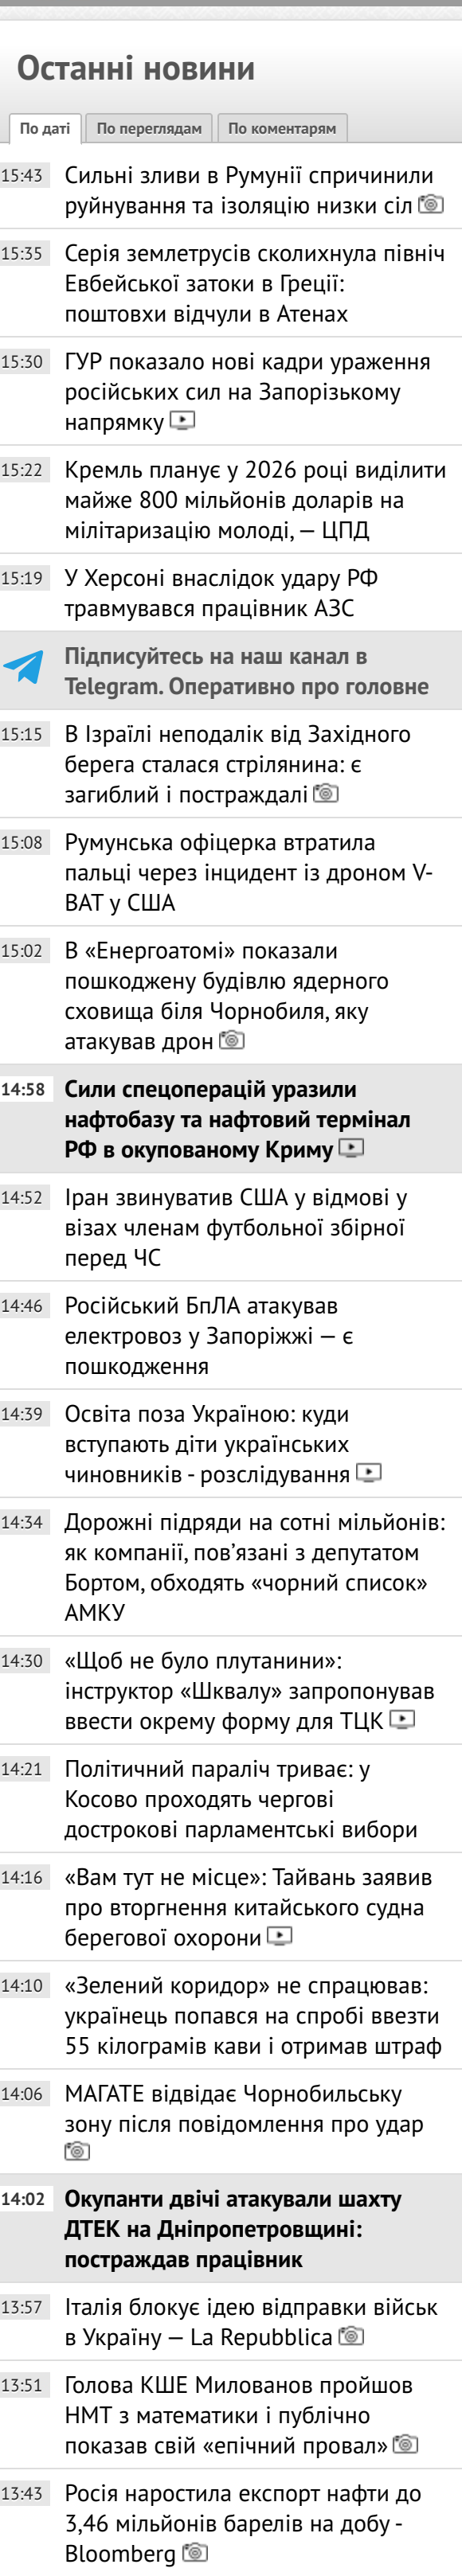 Останні новини
По даті По переглядам По коментарям
15:43 Сильні зливи в Румунії спричинили
руйнування та ізоляцію низки сіл
15:35 Серія землетрусів сколихнула північ
Евбейської затоки в Греції:
поштовхи відчули в Атенах
15:30 ГУР показало нові кадри ураження
російських сил на Запорізькому
напрямку
15:22 Кремль планує у 2026 році виділити
майже 800 мільйонів доларів на
мілітаризацію молоді, — ЦПД
15:19 У Херсоні внаслідок удару РФ
травмувався працівник АЗС
Підписуйтесь на наш канал в
Telegram. Оперативно про головне
15:15 В Ізраїлі неподалік від Західного
берега сталася стрілянина: є
загиблий і постраждалі
15:08 Румунська офіцерка втратила
пальці через інцидент із дроном V-
BAT у США
15:02 В «Енергоатомі» показали
пошкоджену будівлю ядерного
сховища біля Чорнобиля, яку
атакував дрон
14:58 Сили спецоперацій уразили
нафтобазу та нафтовий термінал
РФ в окупованому Криму
14:52 Іран звинуватив США у відмові у
візах членам футбольної збірної
перед ЧС
14:46 Російський БпЛА атакував
електровоз у Запоріжжі — є
пошкодження
14:39 Освіта поза Україною: куди
вступають діти українських
чиновників - розслідування
14:34 Дорожні підряди на сотні мільйонів:
як компанії, пов’язані з депутатом
Бортом, обходять «чорний список»
АМКУ
14:30 «Щоб не було плутанини»:
інструктор «Шквалу» запропонував
ввести окрему форму для ТЦК
14:21 Політичний параліч триває: у
Косово проходять чергові
дострокові парламентські вибори
14:16 «Вам тут не місце»: Тайвань заявив
про вторгнення китайського судна
берегової охорони
14:10 «Зелений коридор» не спрацював:
українець попався на спробі ввезти
55 кілограмів кави і отримав штраф
14:06 МАГАТЕ відвідає Чорнобильську
зону після повідомлення про удар
14:02 Окупанти двічі атакували шахту
ДТЕК на Дніпропетровщині:
постраждав працівник
13:57 Італія блокує ідею відправки військ
в Україну — La Repubblica
13:51 Голова КШЕ Милованов пройшов
НМТ з математики і публічно
показав свій «епічний провал»
13:43 Росія наростила експорт нафти до
3,46 мільйонів барелів на добу -
Bloomberg